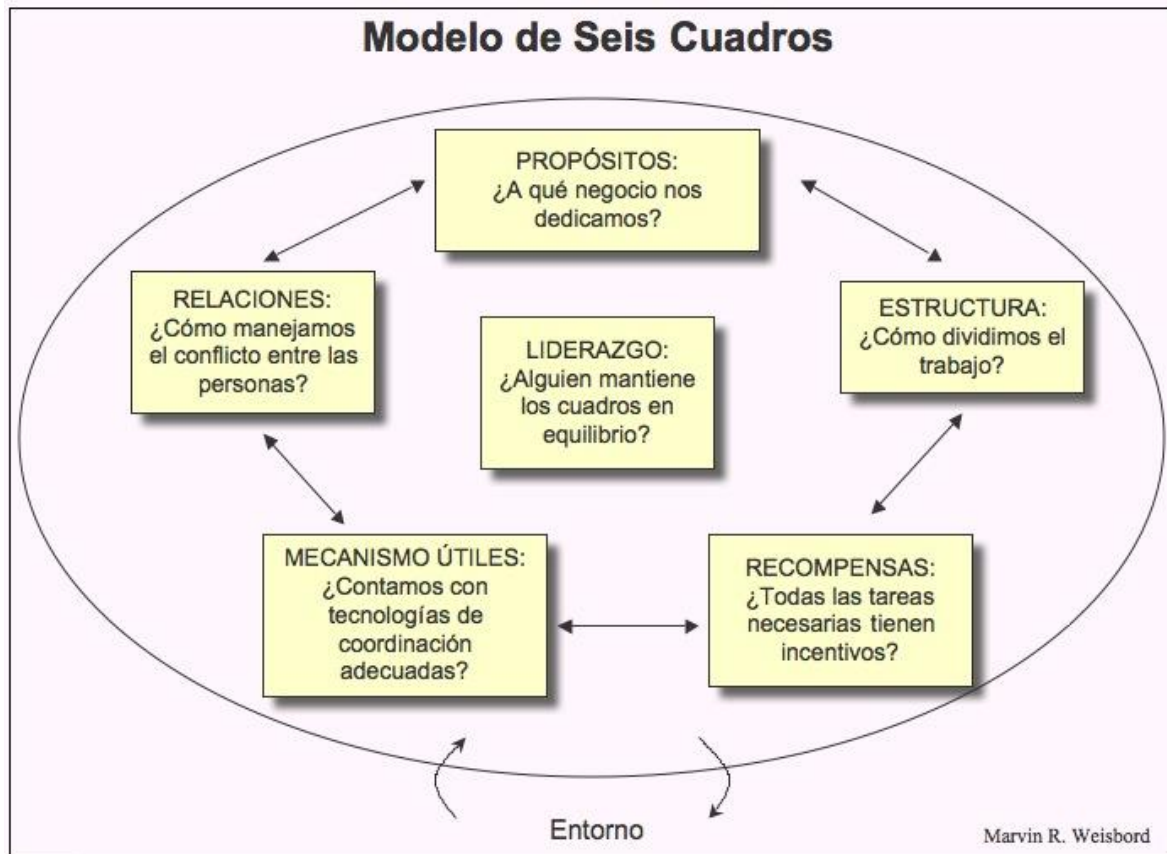 Modelo de Seis Cuadros
PROPÓSITOS:
¿A qué negocio nos
dedicamos?
RELACIONES:
¿Cómo manejamos
el conflicto entre las
personas?
ESTRUCTURA:
¿Cómo dividimos el
trabajo?
LIDERAZGO:
¿Alguien mantiene
los cuadros en
equilibrio?
MECANISMO ÚTILES:
¿Contamos con
tecnologías de
coordinación
adecuadas?
RECOMPENSAS:
¿Todas las tareas
necesarias tienen
incentivos?
Entorno
Marvin R. Weisbord